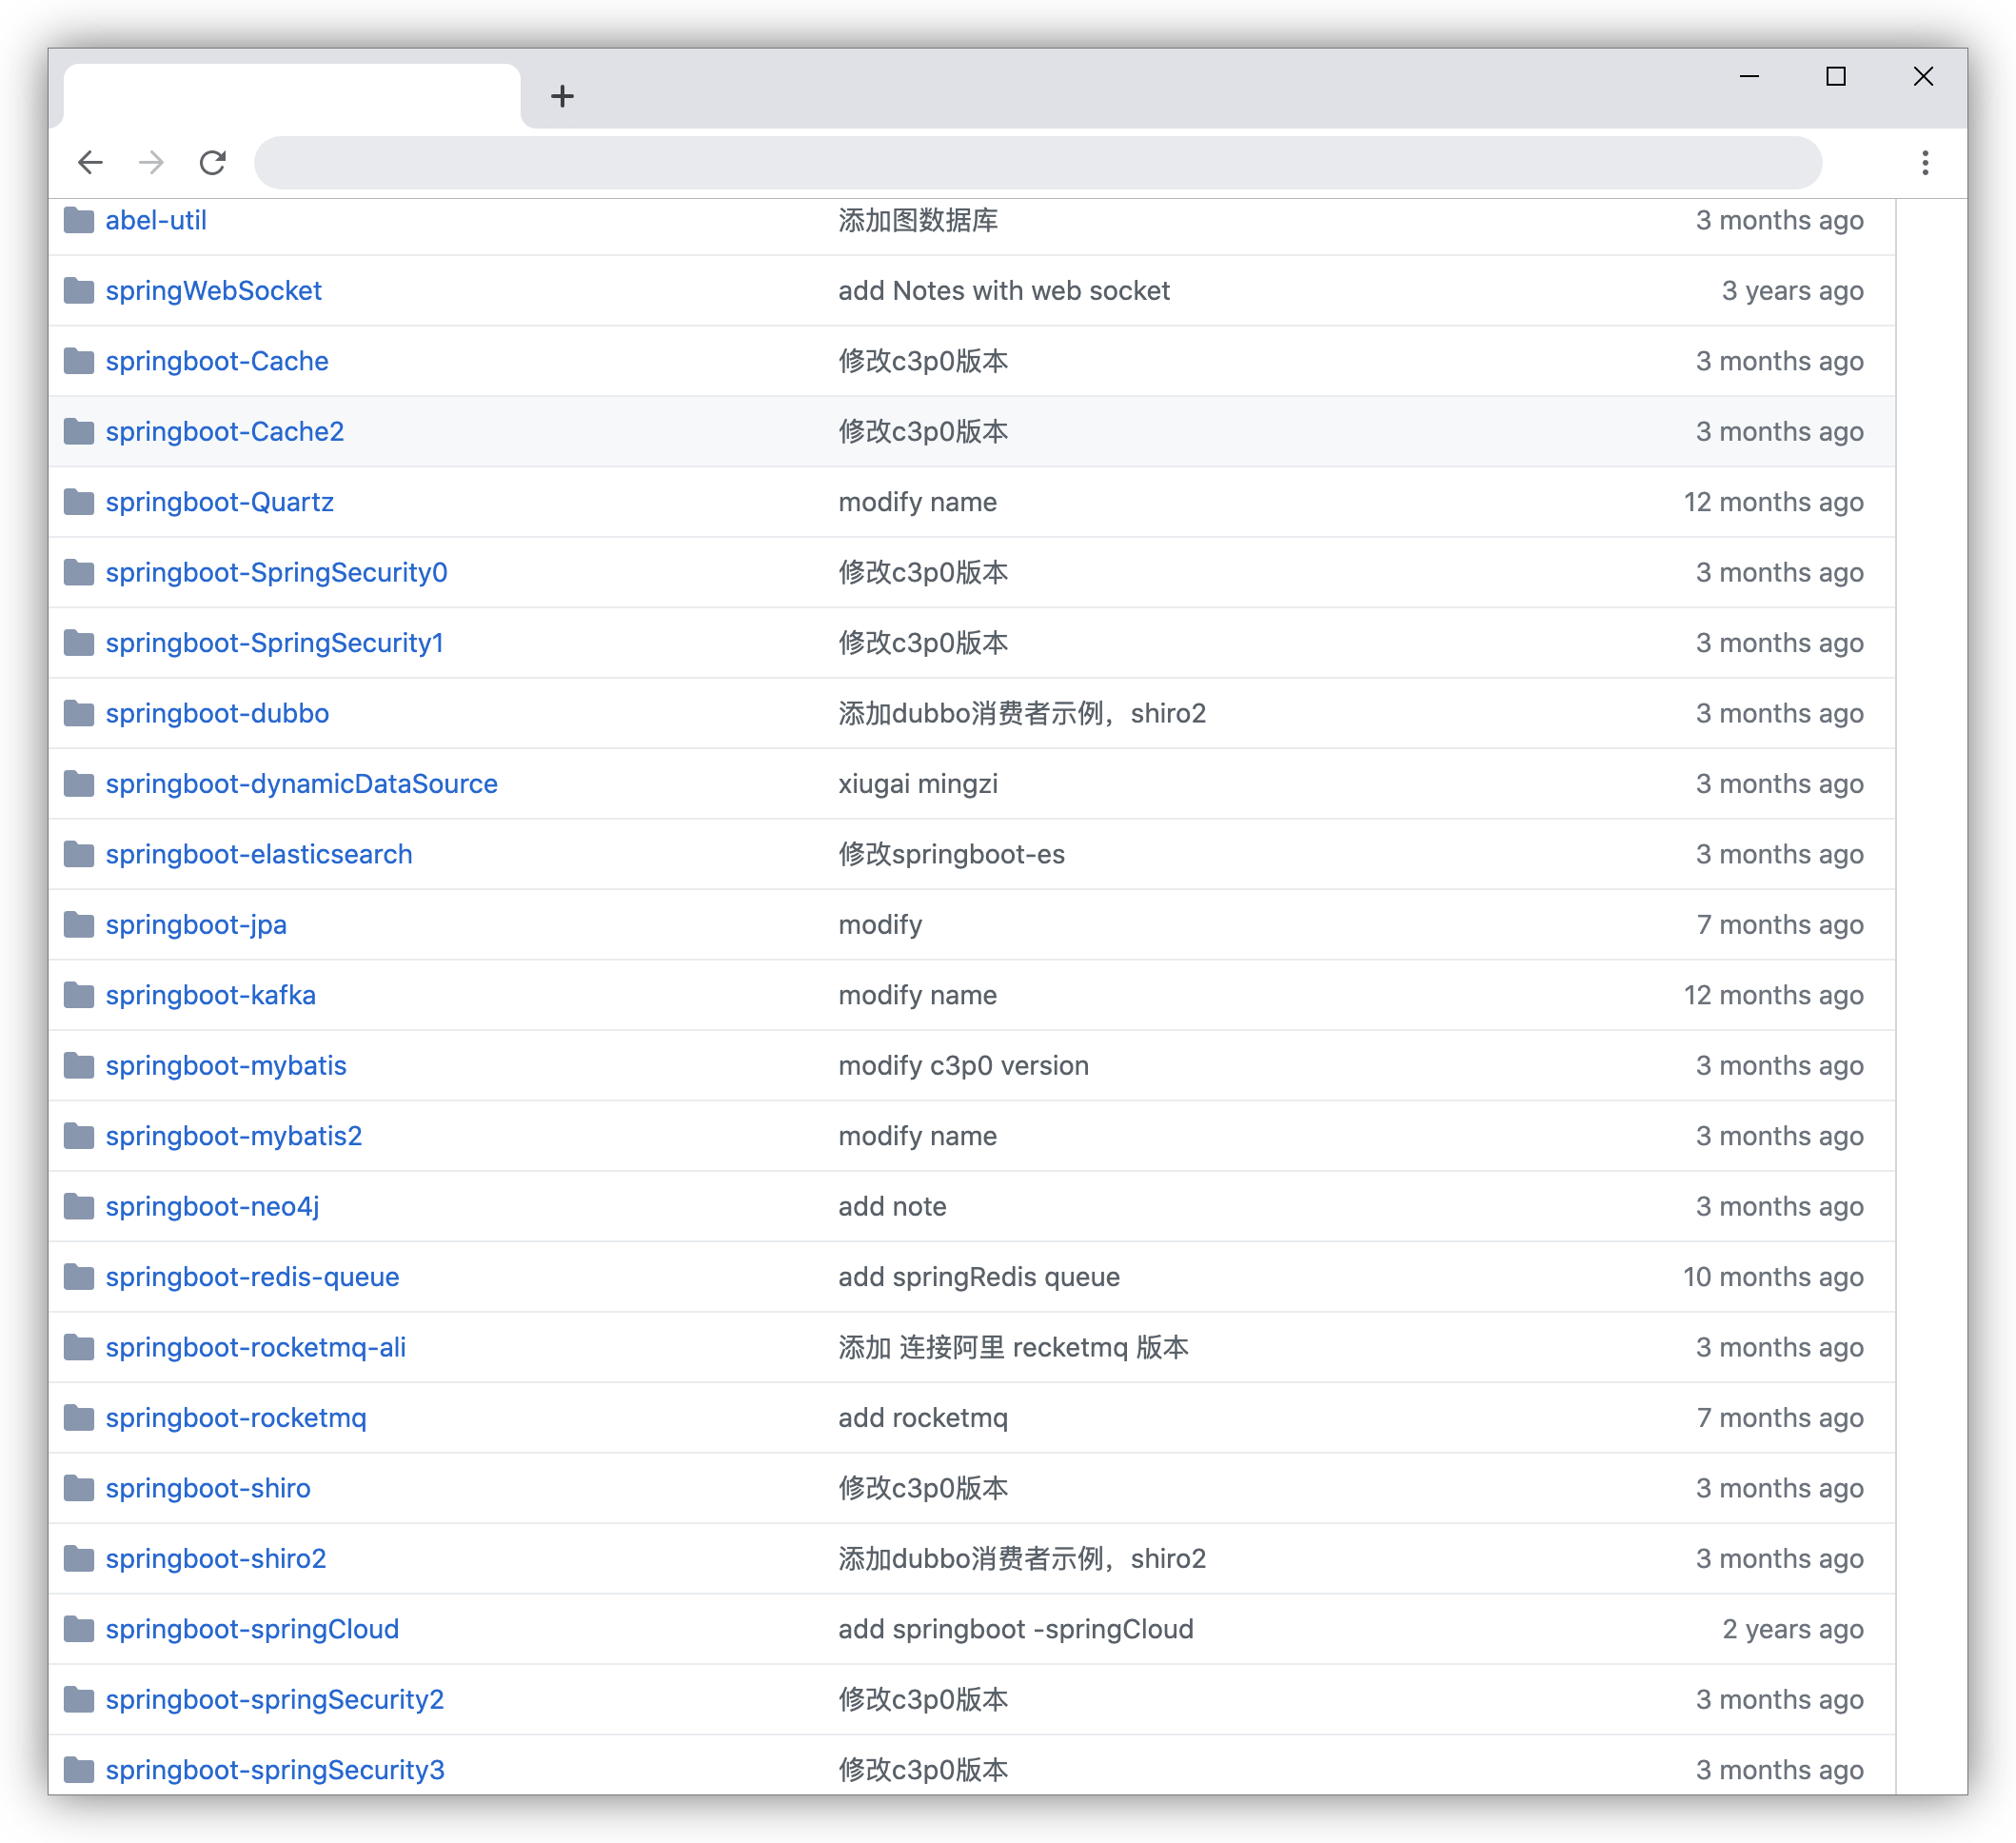 abel-util 添加图数据库 3 months ago
springWebSocket add Notes with web socket 3 years ago
springboot-Cache 修改c3p0版本 3 months ago
springboot-Cache2 修改c3p0版本 3 months ago
springboot-Quartz modify name 12 months ago
springboot-SpringSecurity0 修改c3p0版本 3 months ago
springboot-SpringSecurity1 修改c3p0版本 3 months ago
springboot-dubbo 添加dubbo消费者示例，shiro2 3 months ago
springboot-dynamicDataSource xiugai mingzi 3 months ago
springboot-elasticsearch 修改springboot-es 3 months ago
springboot-jpa modify 7 months ago
springboot-kafka modify name 12 months ago
springboot-mybatis modify c3p0 version 3 months ago
springboot-mybatis2 modify name 3 months ago
springboot-neo4j add note 3 months ago
springboot-redis-queue add springRedis queue 10 months ago
springboot-rocketmq-ali 添加 连接阿里 recketmq 版本 3 months ago
springboot-rocketmq add rocketmq 7 months ago
springboot-shiro 修改c3p0版本 3 months ago
springboot-shiro2 添加dubbo消费者示例，shiro2 3 months ago
springboot-springCloud add springboot -springCloud 2 years ago
springboot-springSecurity2 修改c3p0版本 3 months ago
springboot-springSecurity3 修改c3p0版本 3 months ago